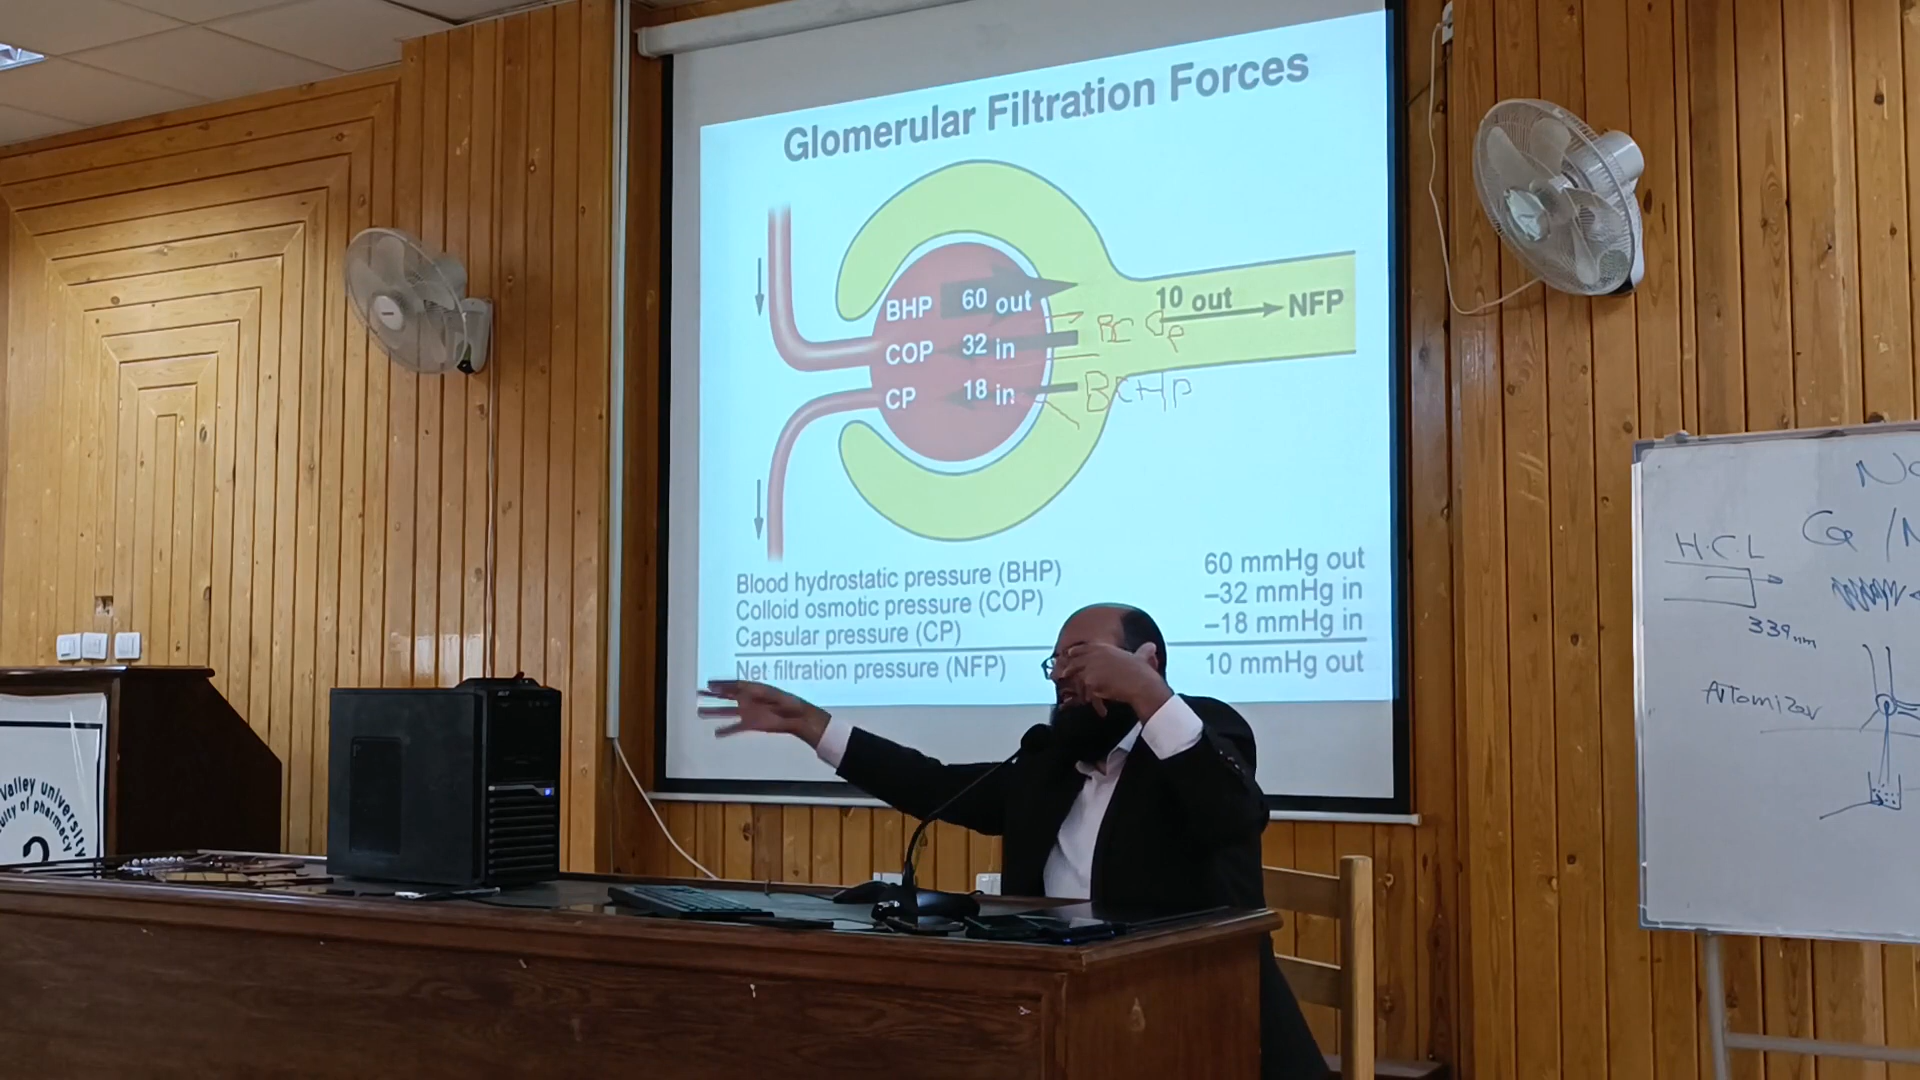 Glomerular Filtration Forces
BHP 60 out
COP 32 in
CP 18 in
10 out
NFP
BCHP
Blood hydrostatic pressure (BHP) 60 mmHg out
Colloid osmotic pressure (COP) –32 mmHg in
Capsular pressure (CP) –18 mmHg in
Net filtration pressure (NFP) 10 mmHg out
H.C.L
339nm
Atomizer
Valley university
of pharmacy